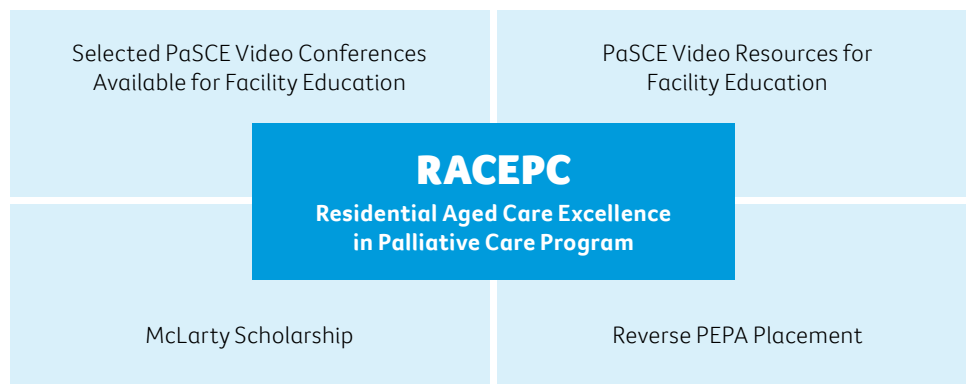 Selected PaSCE Video Conferences
Available for Facility Education
PaSCE Video Resources for
Facility Education
RACEPC
Residential Aged Care Excellence
in Palliative Care Program
McLarty Scholarship
Reverse PEPA Placement